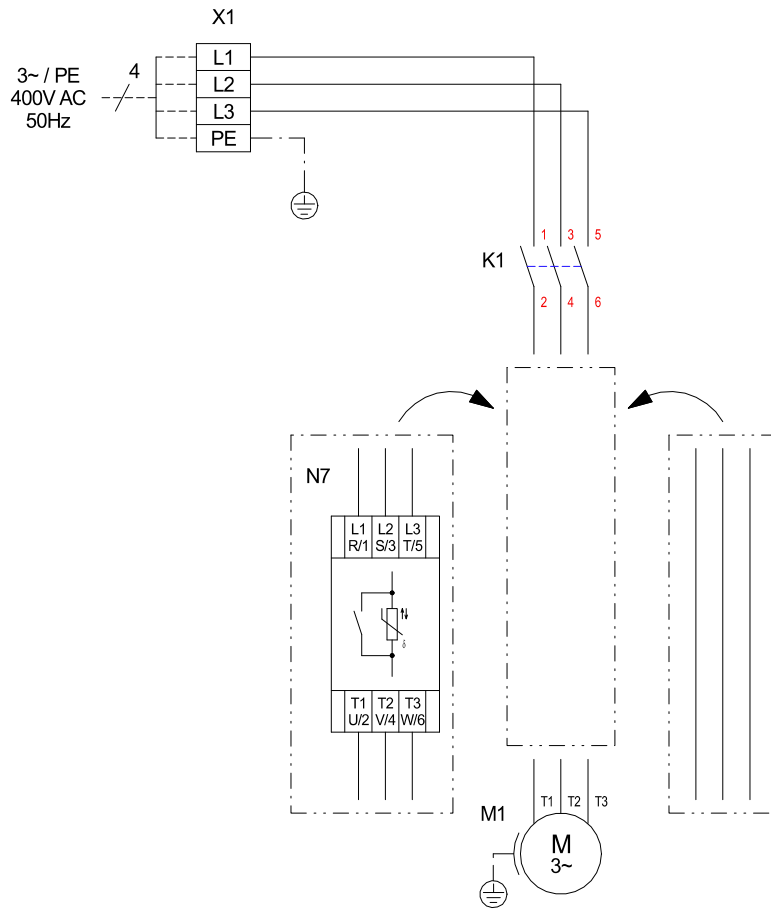 X1
L1
L2
L3
PE
4
3~ / PE
400V AC
50Hz
1 3 5
K1
2 4 6
N7
L1 L2 L3
R/1 S/3 T/5
δ
T1 T2 T3
U/2 V/4 W/6
T1 T2 T3
M1
M
3~